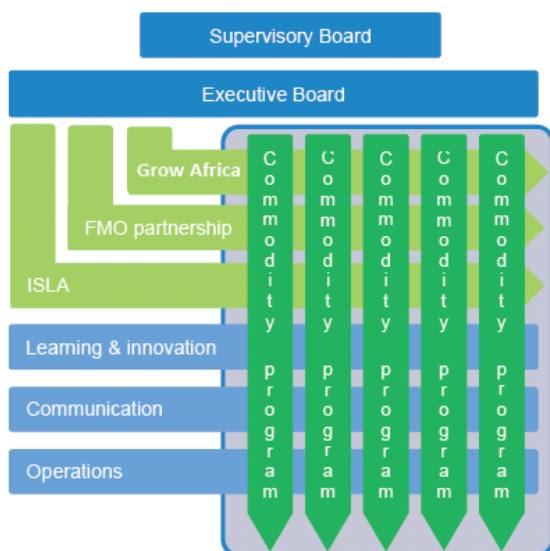 Supervisory Board
Executive Board
Grow Africa
FMO partnership
ISLA
Learning & innovation
Communication
Operations
Commodity program
Commodity program
Commodity program
Commodity program
Commodity program